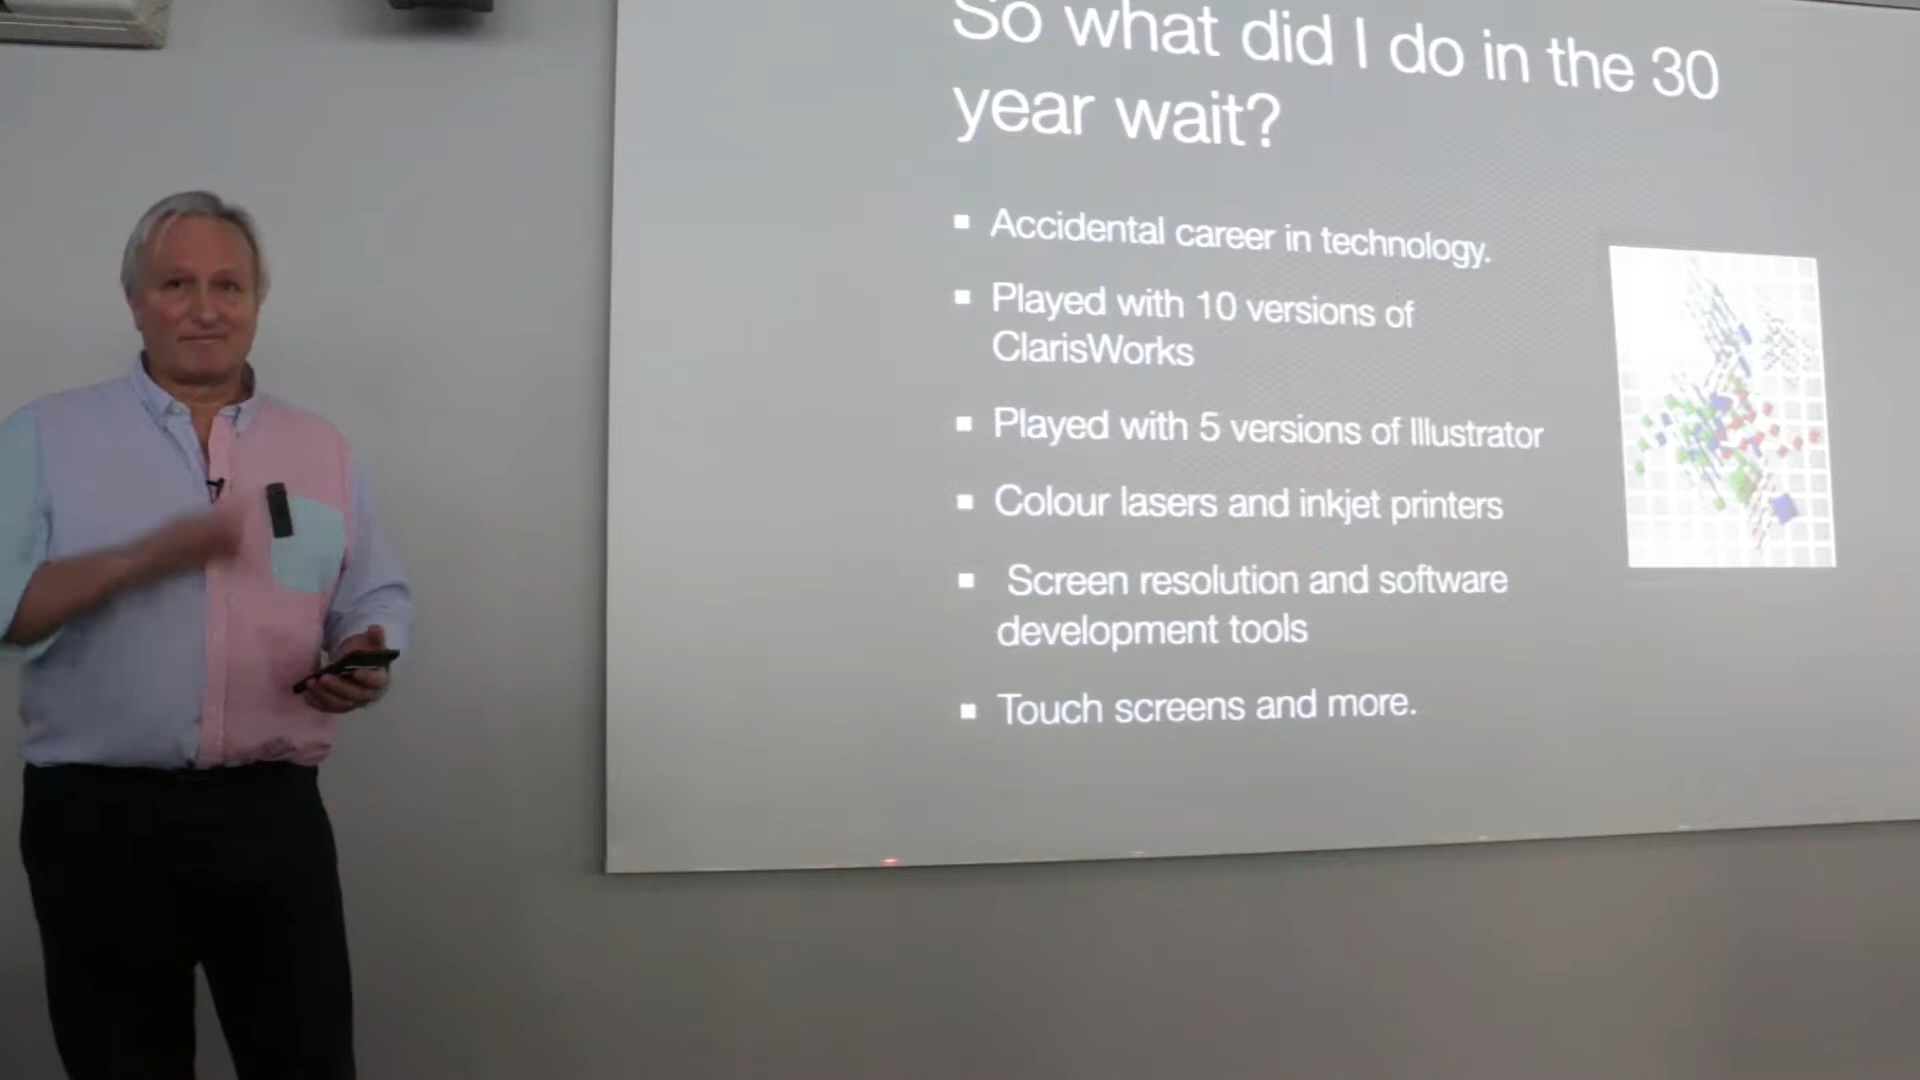 So what did I do in the 30
year wait?
Accidental career in technology.
Played with 10 versions of
ClarisWorks
Played with 5 versions of Illustrator
Colour lasers and inkjet printers
Screen resolution and software
development tools
Touch screens and more.